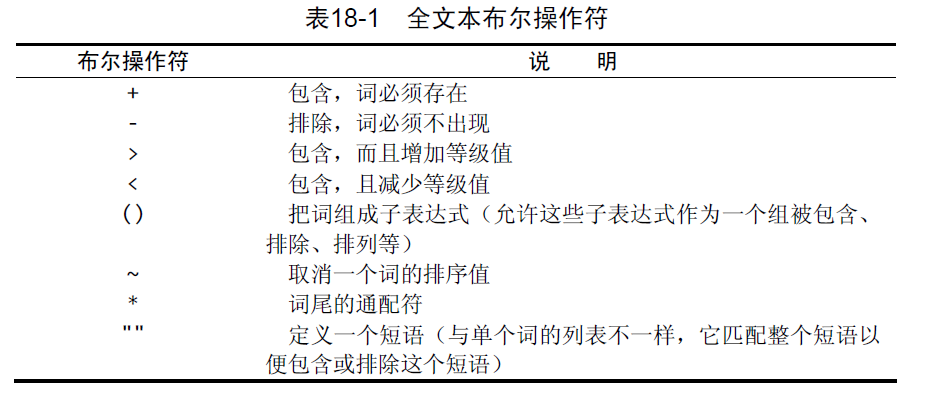 表18-1 全文本布尔操作符
布尔操作符 说 明
+ 包含，词必须存在
- 排除，词必须不出现
> 包含，而且增加等级值
< 包含，且减少等级值
() 把词组成子表达式（允许这些子表达式作为一个组被包含、
排除、排列等）
~ 取消一个词的排序值
* 词尾的通配符
"" 定义一个短语（与单个词的列表不一样，它匹配整个短语以
便包含或排除这个短语）